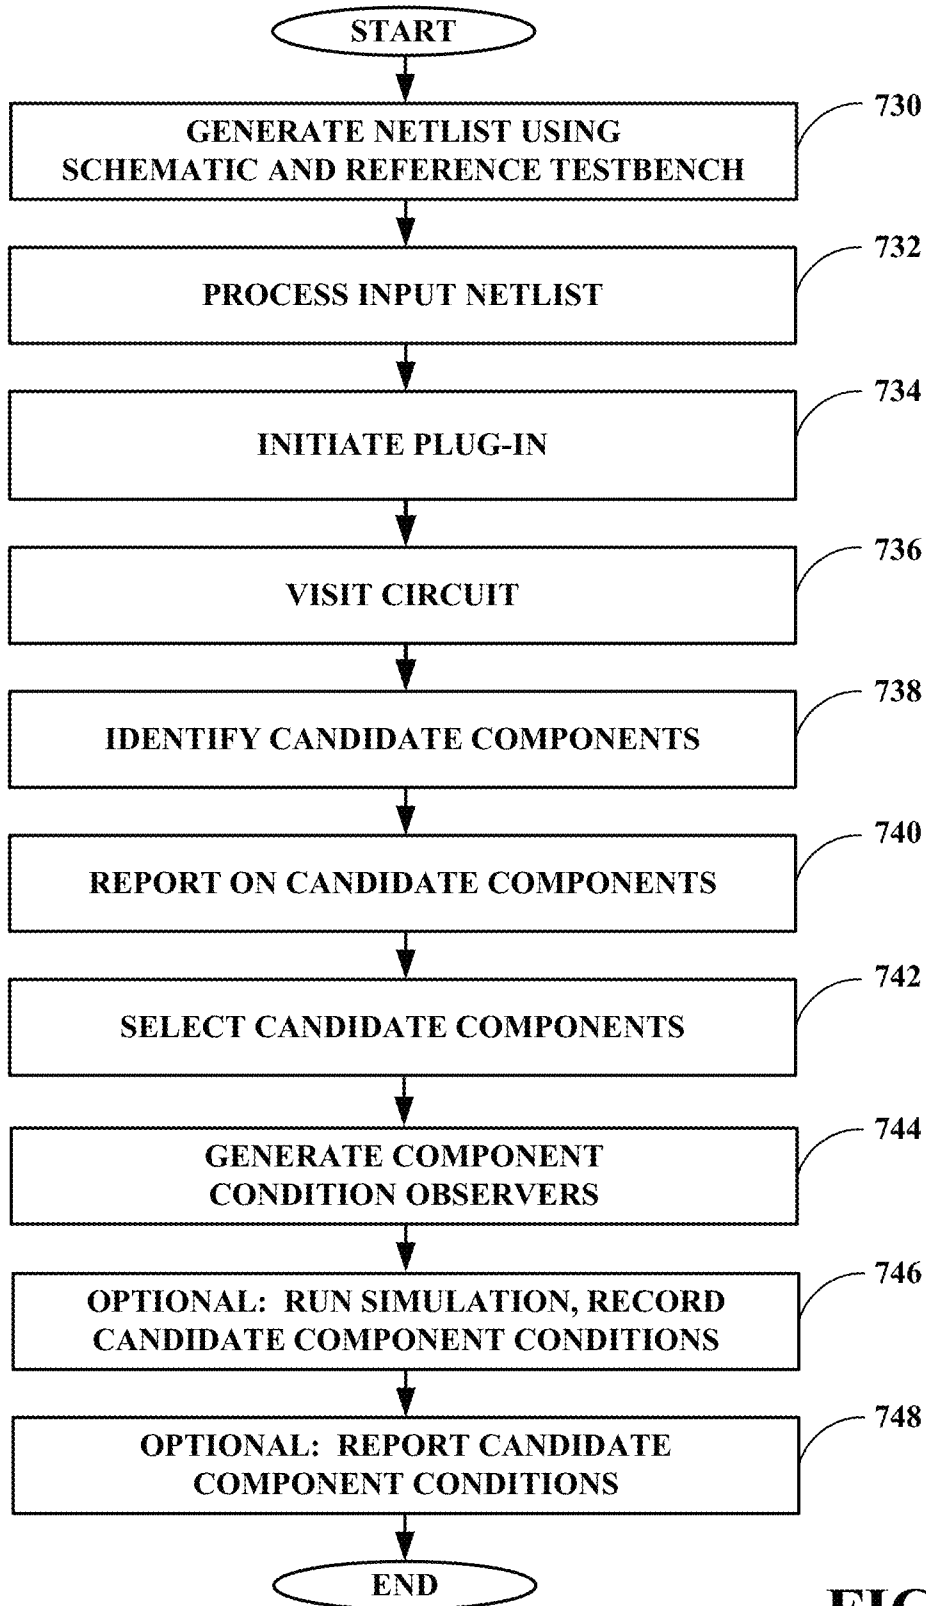 START
730
GENERATE NETLIST USING
SCHEMATIC AND REFERENCE TESTBENCH
732
PROCESS INPUT NETLIST
734
INITIATE PLUG-IN
736
VISIT CIRCUIT
738
IDENTIFY CANDIDATE COMPONENTS
740
REPORT ON CANDIDATE COMPONENTS
742
SELECT CANDIDATE COMPONENTS
744
GENERATE COMPONENT
CONDITION OBSERVERS
746
OPTIONAL: RUN SIMULATION, RECORD
CANDIDATE COMPONENT CONDITIONS
748
OPTIONAL: REPORT CANDIDATE
COMPONENT CONDITIONS
END